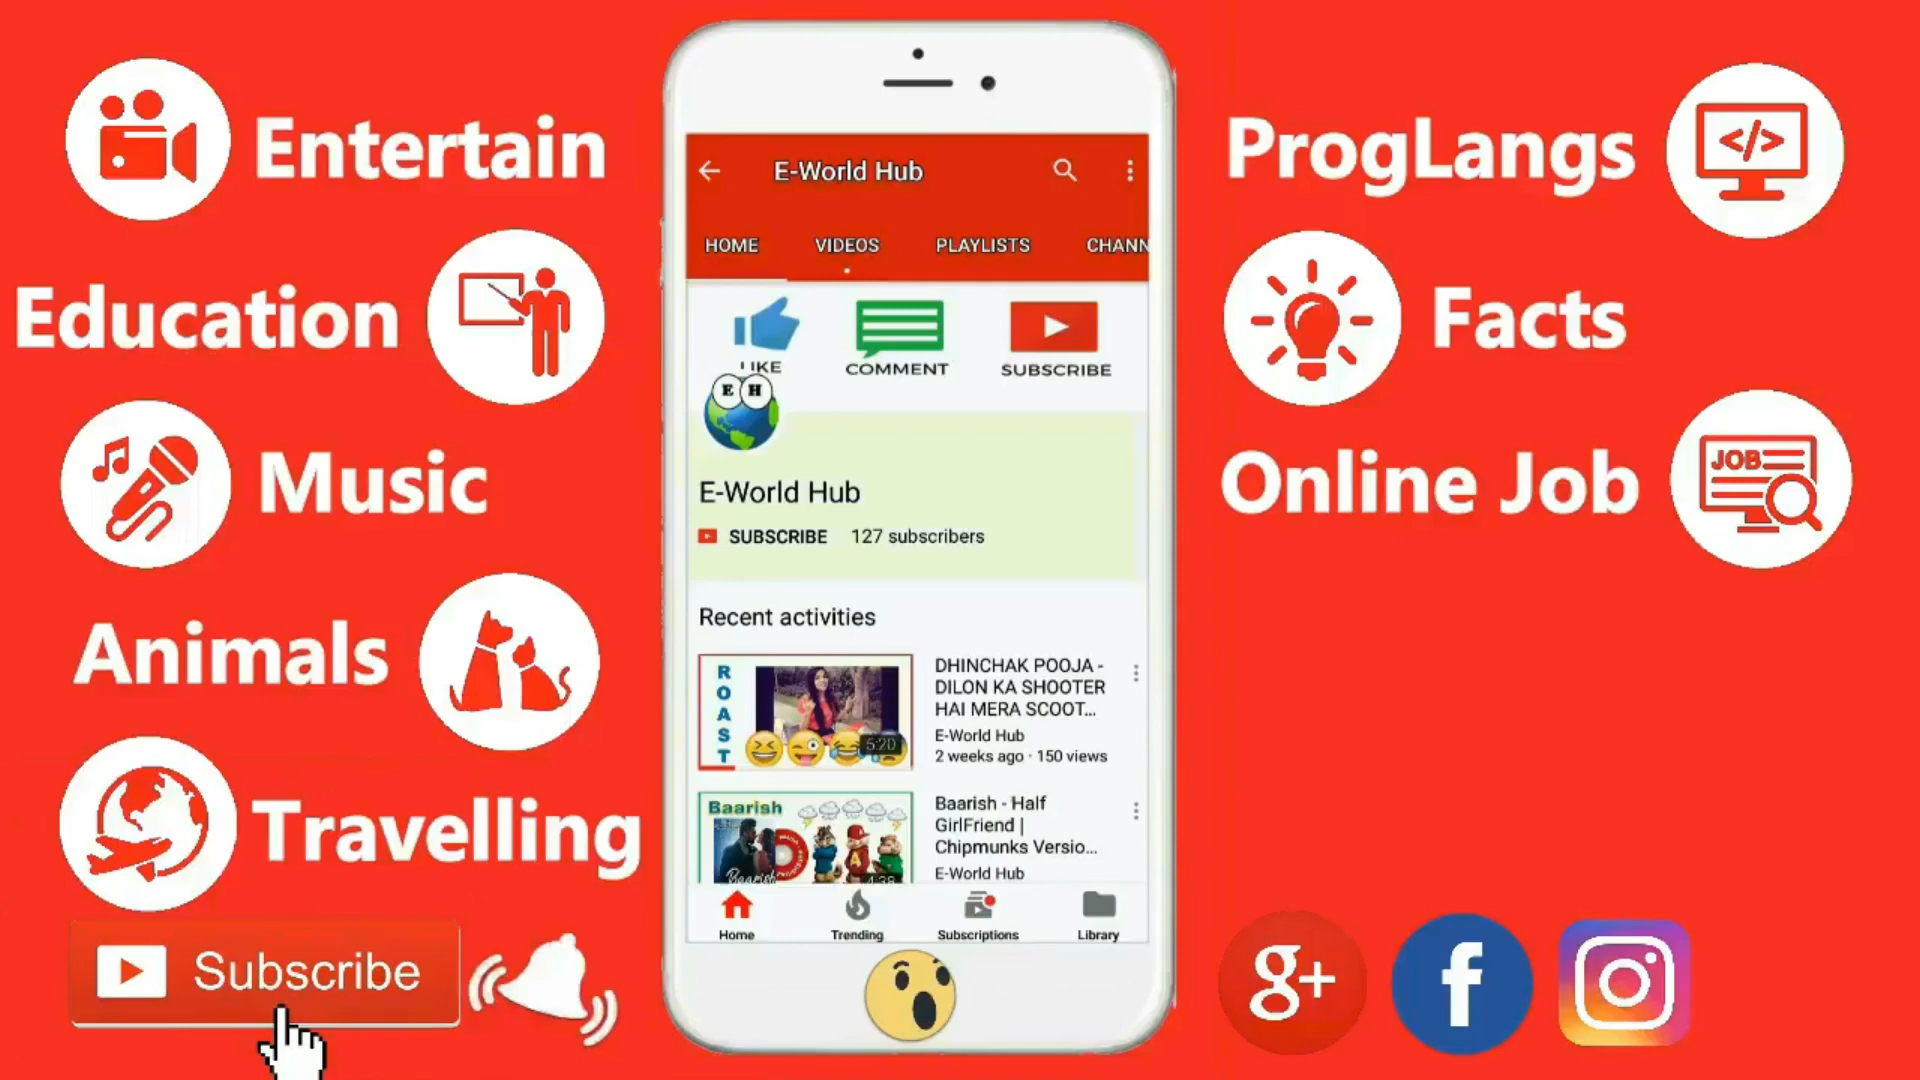 Entertain
Education
Music
Animals
Travelling
Subscribe
E-World Hub
HOME VIDEOS PLAYLISTS CHANN
LIKE COMMENT SUBSCRIBE
E H
E-World Hub
SUBSCRIBE 127 subscribers
Recent activities
ROAST
5:20
DHINCHAK POOJA -
DILON KA SHOOTER
HAI MERA SCOOT...
E-World Hub
2 weeks ago · 150 views
Baarish
Baarish
4:38
Baarish - Half
GirlFriend |
Chipmunks Versio...
E-World Hub
Home Trending Subscriptions Library
ProgLangs
</>
Facts
Online Job
JOB
g+ f